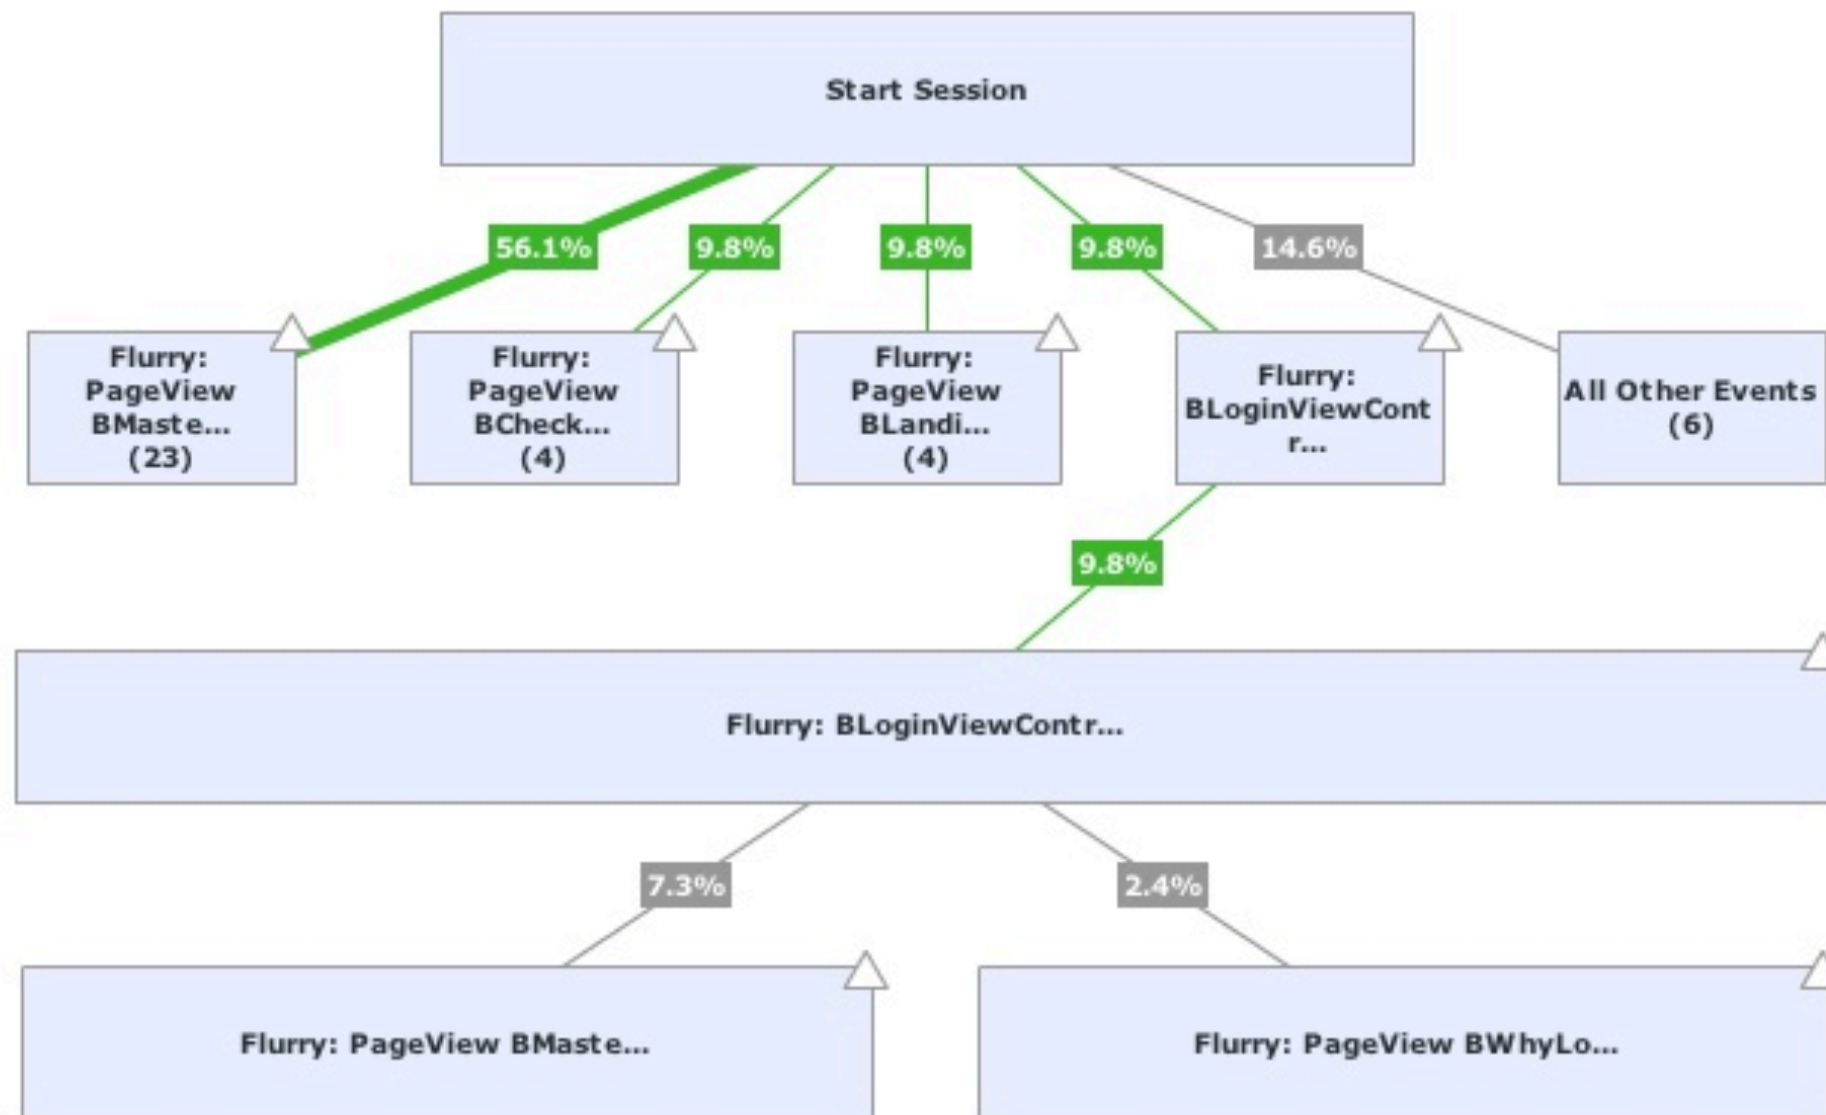 Start Session
56.1%
9.8%
9.8%
9.8%
14.6%
Flurry:
PageView
BMaste...
(23)
Flurry:
PageView
BCheck...
(4)
Flurry:
PageView
BLandi...
(4)
Flurry:
BLoginViewCont
r...
All Other Events
(6)
9.8%
Flurry: BLoginViewContr...
7.3%
2.4%
Flurry: PageView BMaste...
Flurry: PageView BWhyLo...